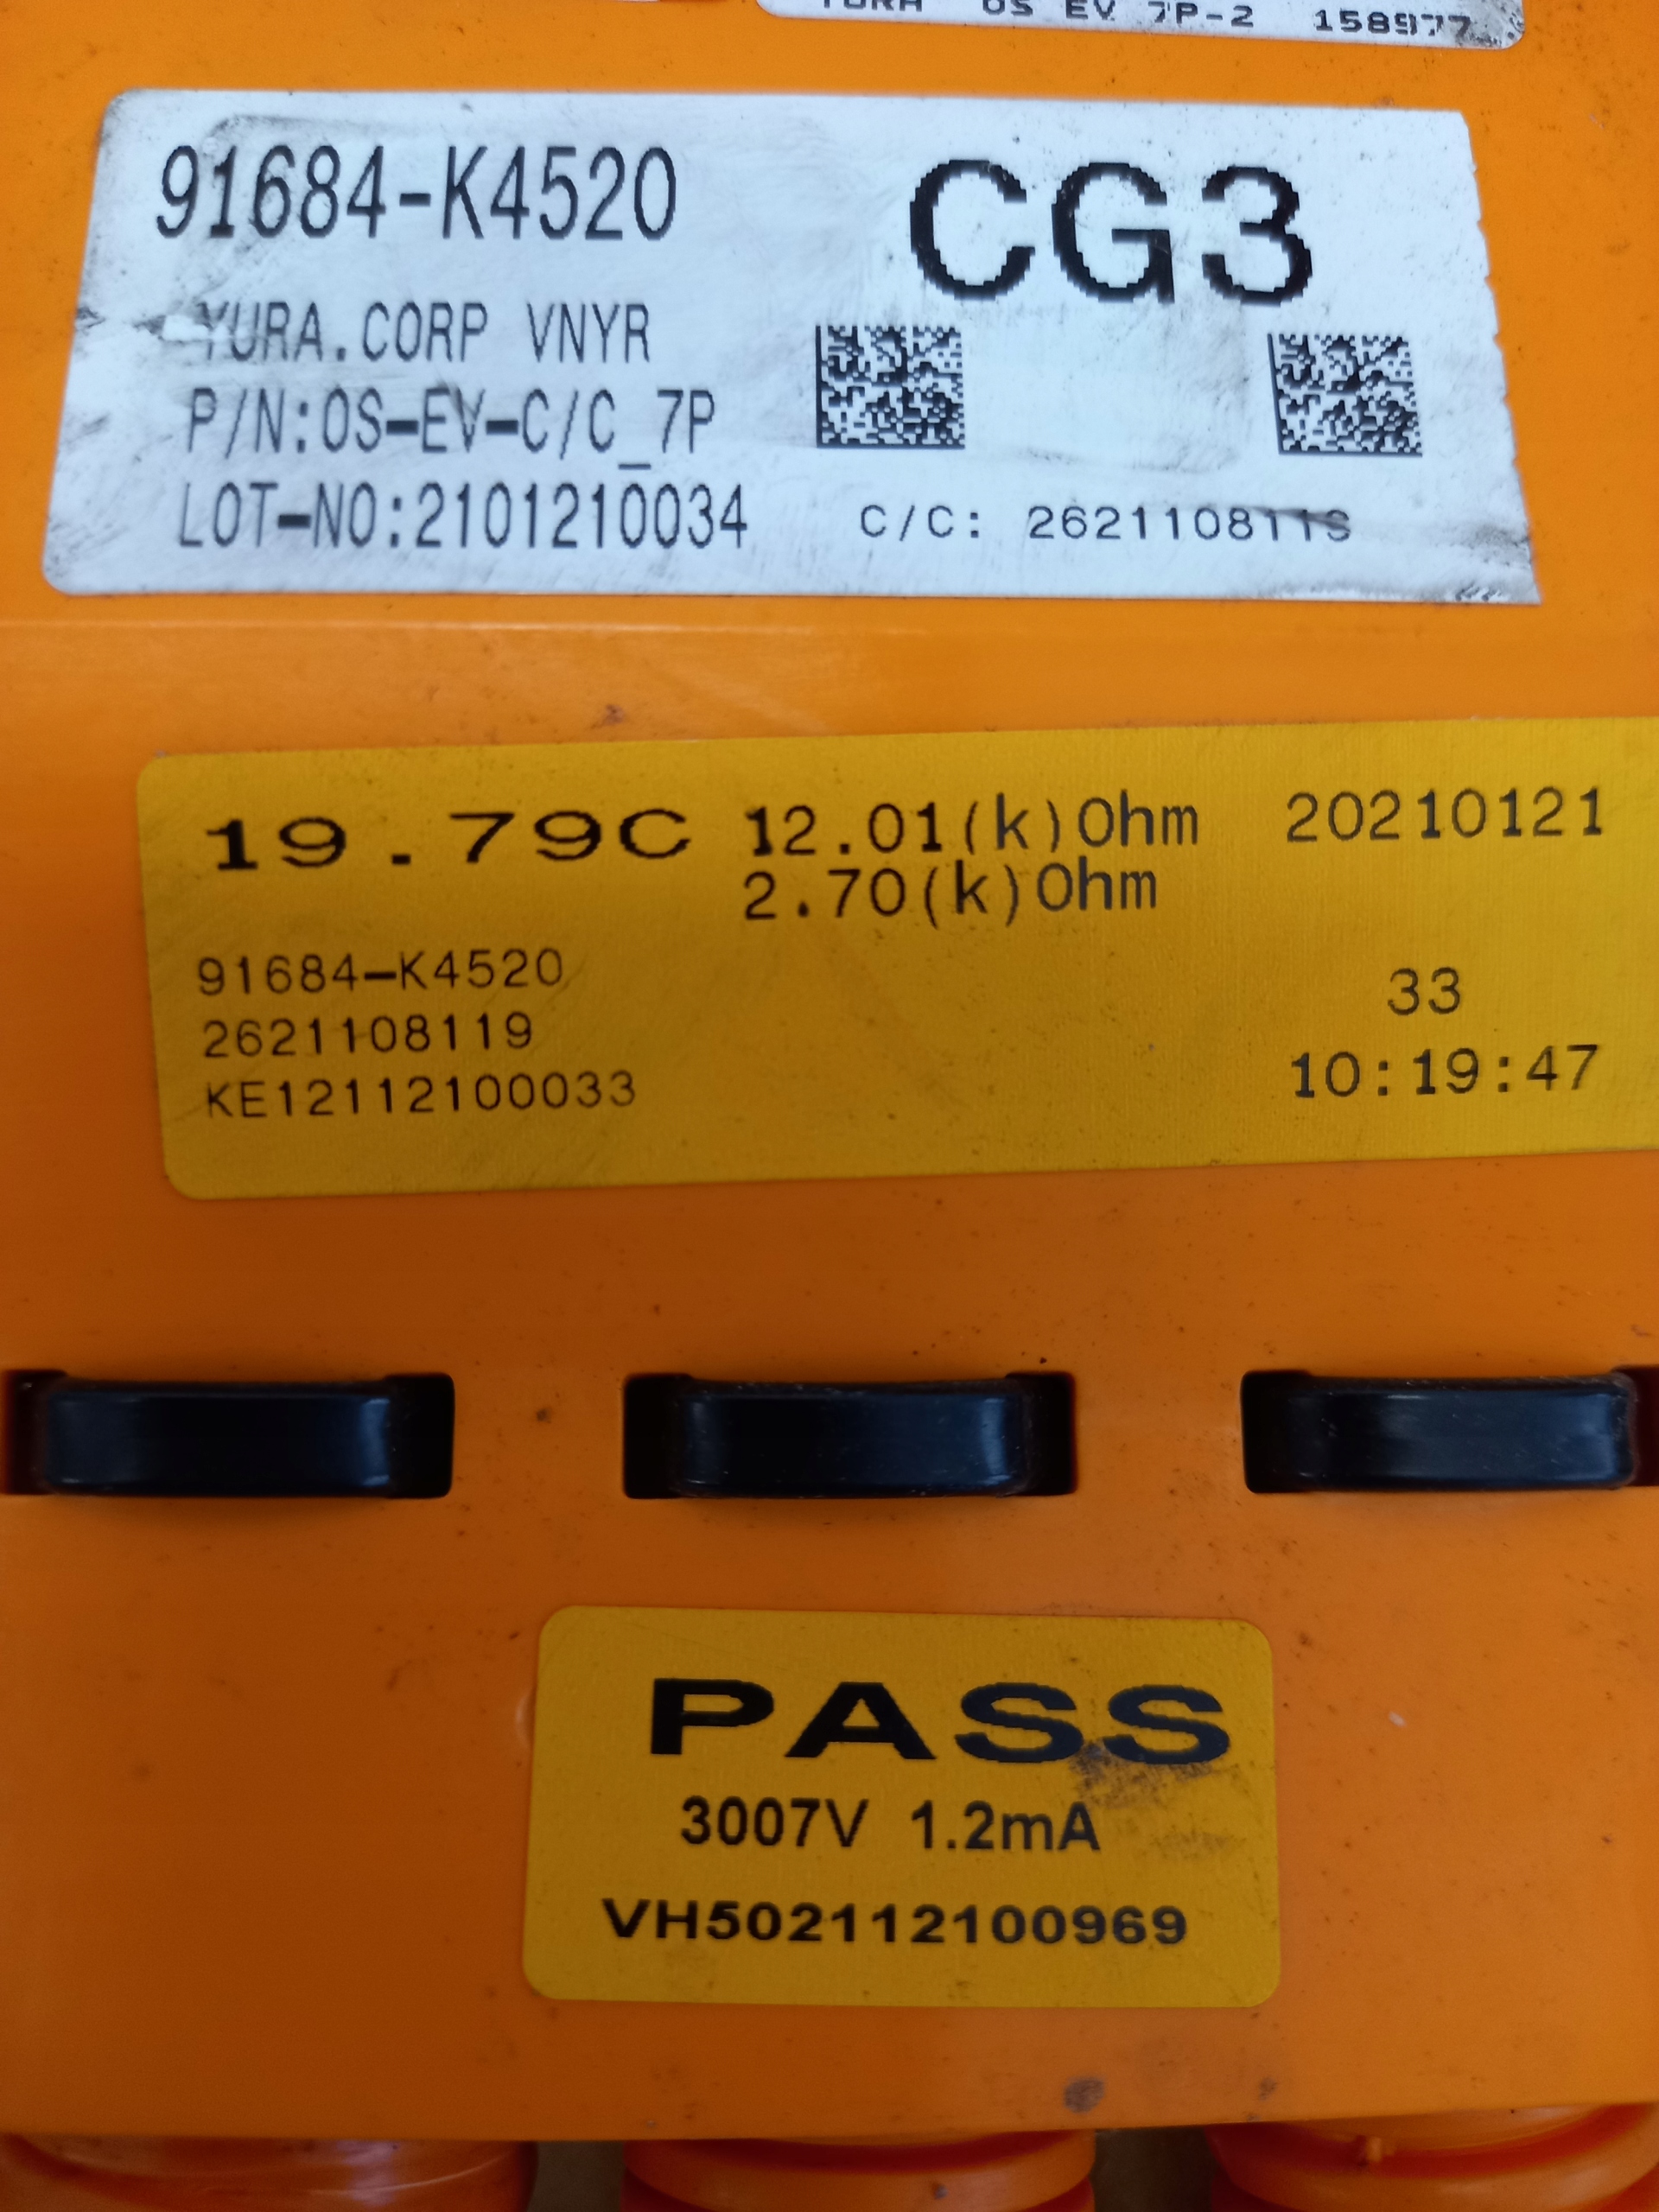 YURA OS EV 7P-2 158977
91684-K4520
CG3
YURA.CORP VNYR
P/N:OS-EV-C/C_7P
LOT-NO:2101210034
C/C: 2621108119
19.79C 12.01(k)Ohm 20210121
2.70(k)Ohm
91684-K4520
33
2621108119
10:19:47
KE12112100033
PASS
3007V 1.2mA
VH502112100969